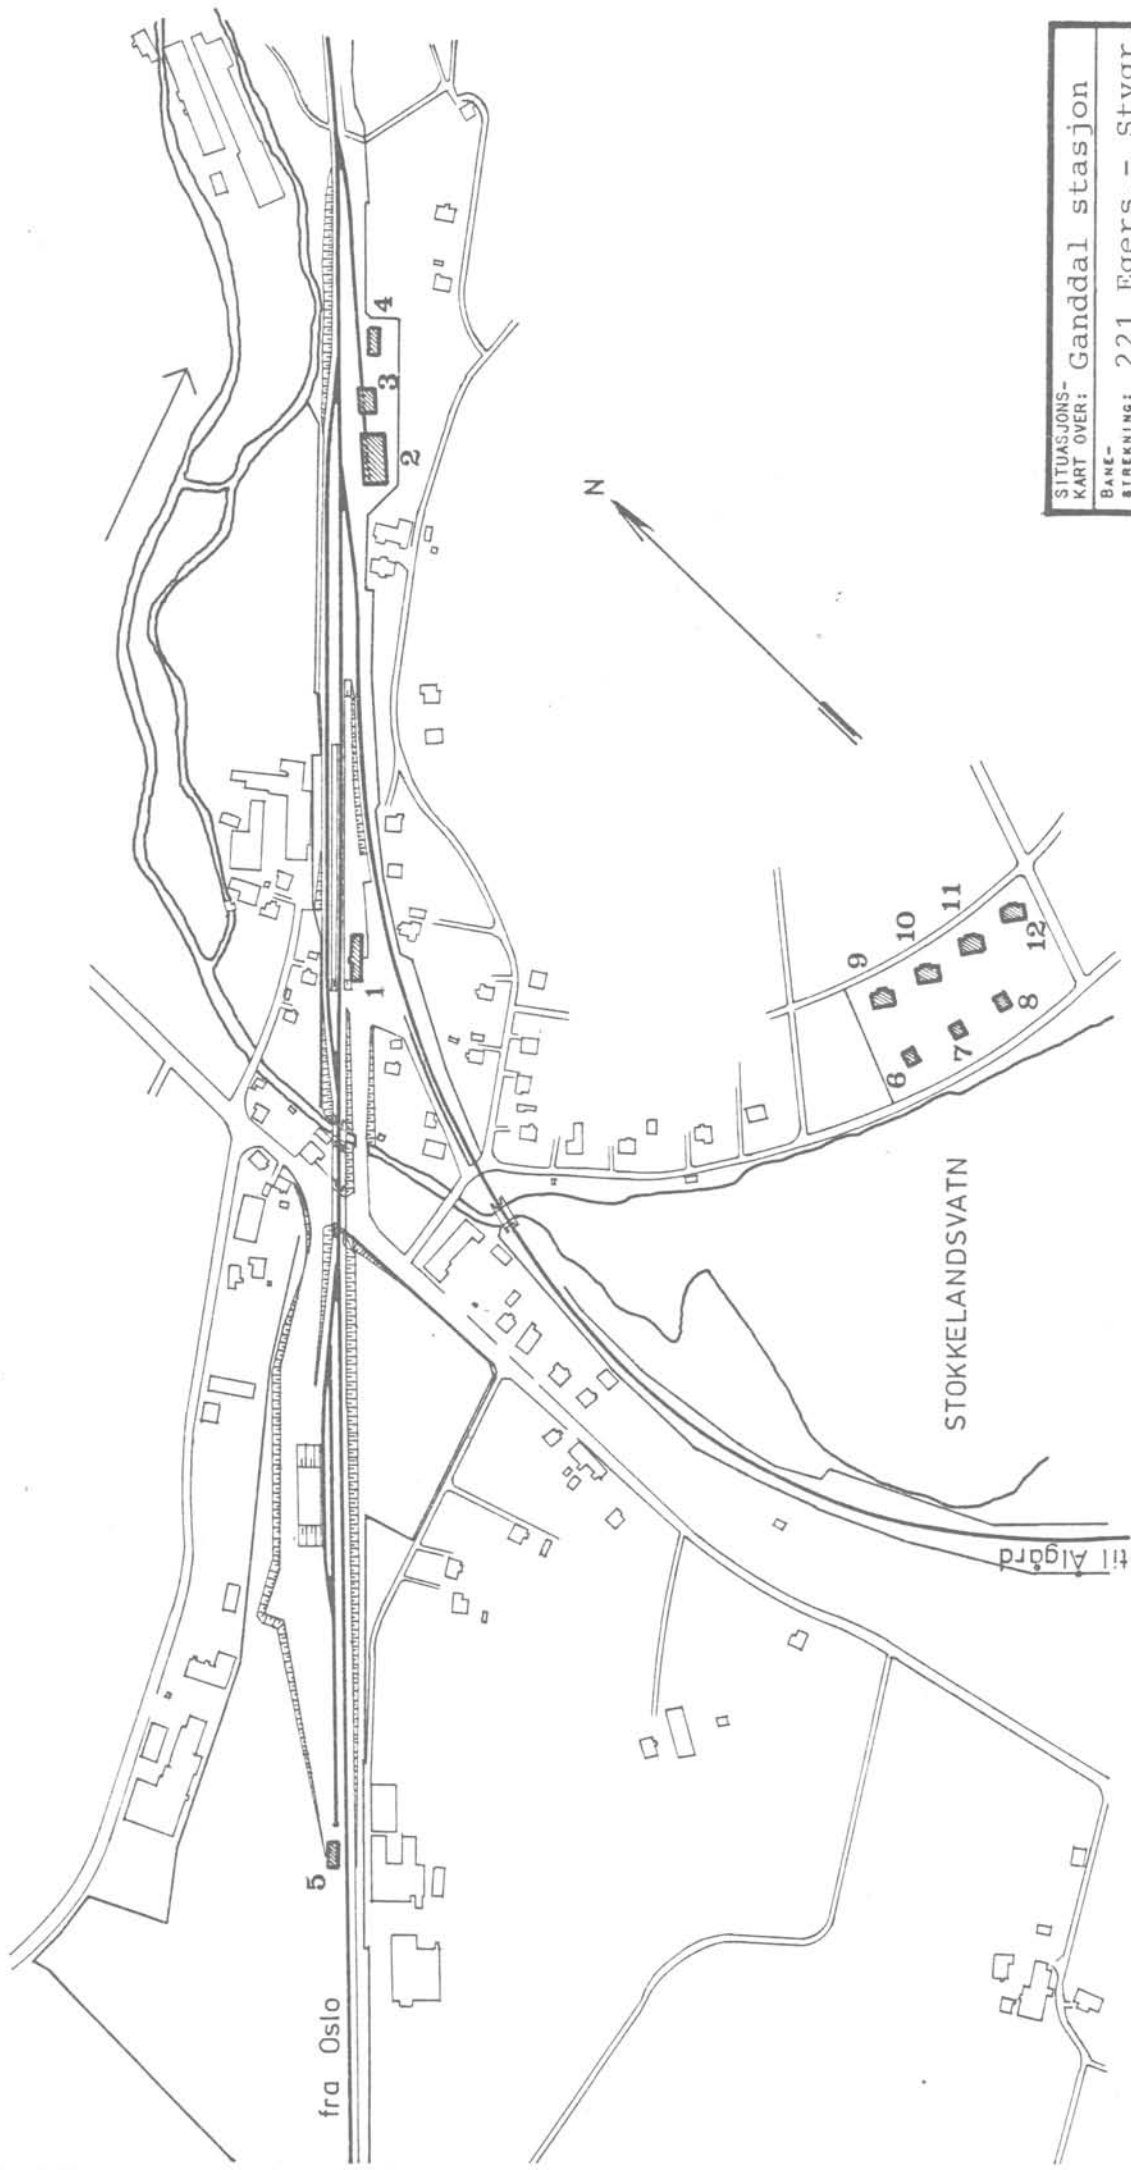 SITUASJONS-
KART OVER: Ganddal stasjon
BANE-
STREKNING: 221 Egers - Stvgr
fra Oslo
5
1
2
3
4
N
6
7
8
9
10
11
12
STOKKELANDSVATN
til Ålgård